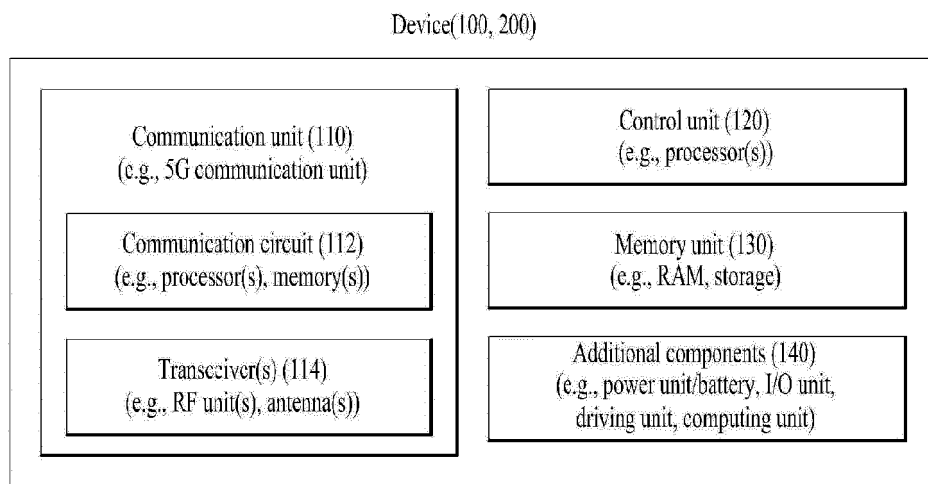 Device(100, 200)
Communication unit (110)
(e.g., 5G communication unit)
Communication circuit (112)
(e.g., processor(s), memory(s))
Transceiver(s) (114)
(e.g., RF unit(s), antenna(s))
Control unit (120)
(e.g., processor(s))
Memory unit (130)
(e.g., RAM, storage)
Additional components (140)
(e.g., power unit/battery, I/O unit,
driving unit, computing unit)